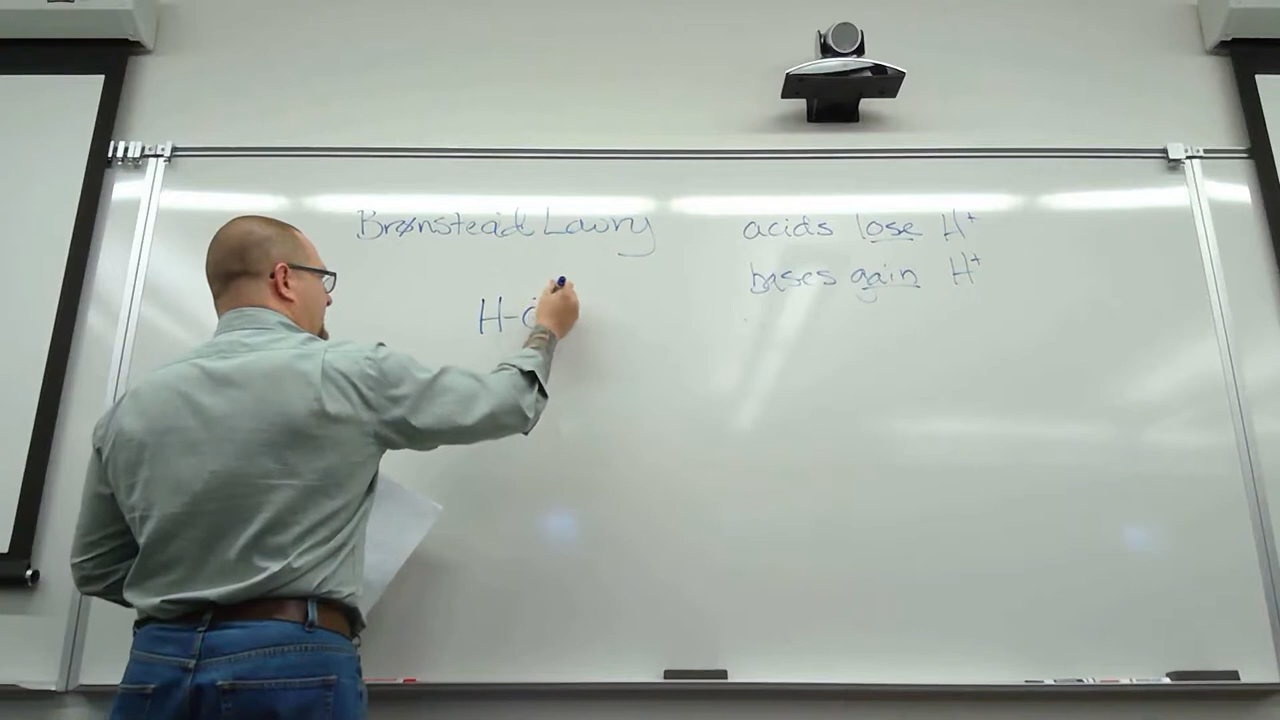 Brønstead Lowry
acids lose H⁺
bases gain H⁺
H-